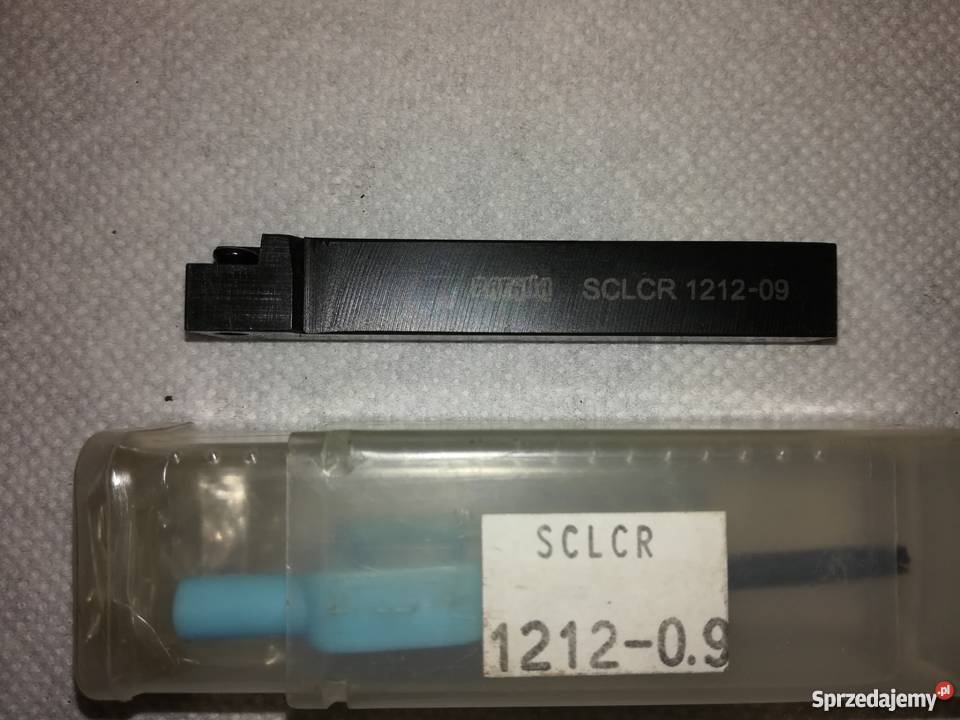 SCLCR 1212-09
SCLCR
1212-0.9
Sprzedajemy.pl